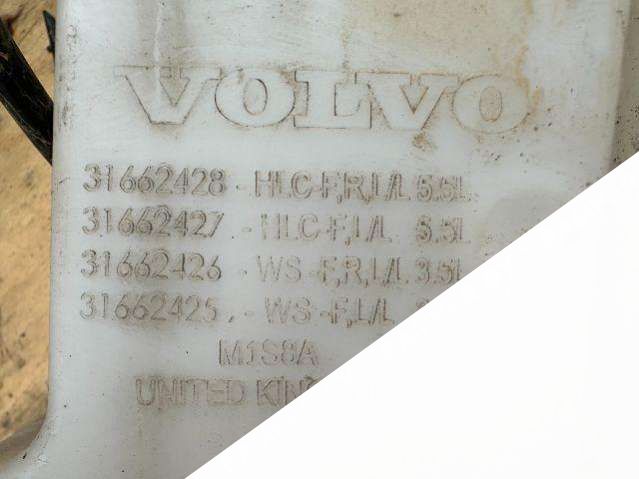 VOLVO
31662428 - HLC-F,R,L/L 5.5L
31662427 .- HLC-F,L/L 5.5L
31662426 - WS -F,R,L/L 3.5L
31662425 .- WS -F,L/L
M1S8A
UNITED